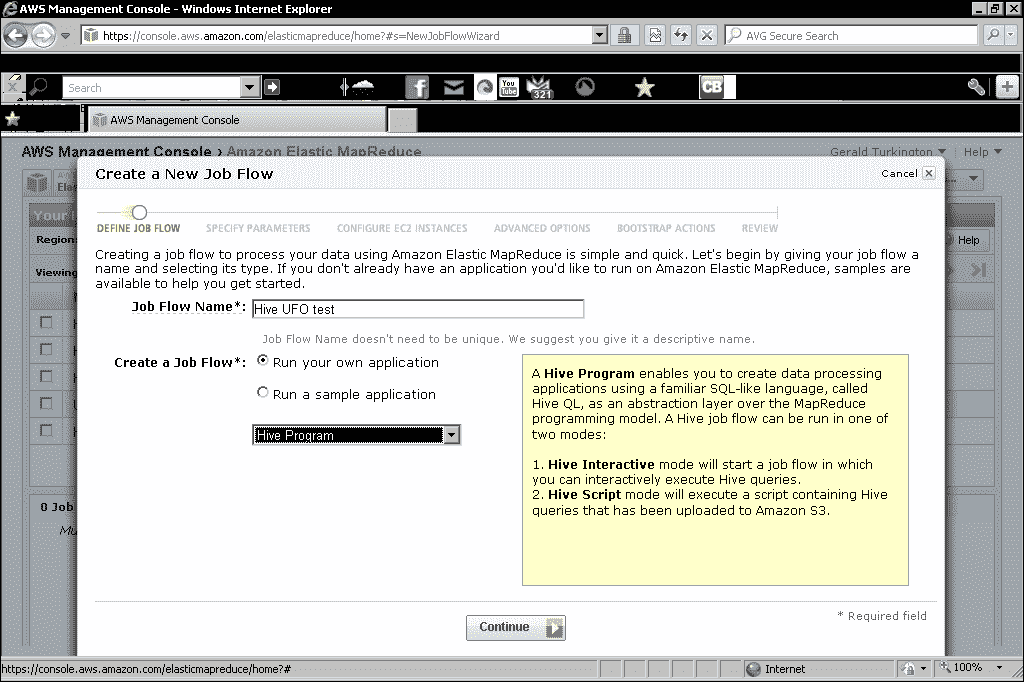 AWS Management Console - Windows Internet Explorer
https://console.aws.amazon.com/elasticmapreduce/home?#s=NewJobFlowWizard
AVG Secure Search
Search
f
You Tube
321
CB
AWS Management Console
AWS Management Console › Amazon Elastic MapReduce
Gerald Turkington
Help
Create a New Job Flow
Cancel
DEFINE JOB FLOW
SPECIFY PARAMETERS
CONFIGURE EC2 INSTANCES
ADVANCED OPTIONS
BOOTSTRAP ACTIONS
REVIEW
Region:
Help
Viewing
Creating a job flow to process your data using Amazon Elastic MapReduce is simple and quick. Let's begin by giving your job flow a
name and selecting its type. If you don't already have an application you'd like to run on Amazon Elastic MapReduce, samples are
available to help you get started.
Job Flow Name*: Hive UFO test
Job Flow Name doesn't need to be unique. We suggest you give it a descriptive name.
Create a Job Flow*: Run your own application
Run a sample application
Hive Program
A Hive Program enables you to create data processing
applications using a familiar SQL-like language, called
Hive QL, as an abstraction layer over the MapReduce
programming model. A Hive job flow can be run in one of
two modes:
1. Hive Interactive mode will start a job flow in which
you can interactively execute Hive queries.
2. Hive Script mode will execute a script containing Hive
queries that has been uploaded to Amazon S3.
0 Job
* Required field
Continue
https://console.aws.amazon.com/elasticmapreduce/home?#
Internet
100%